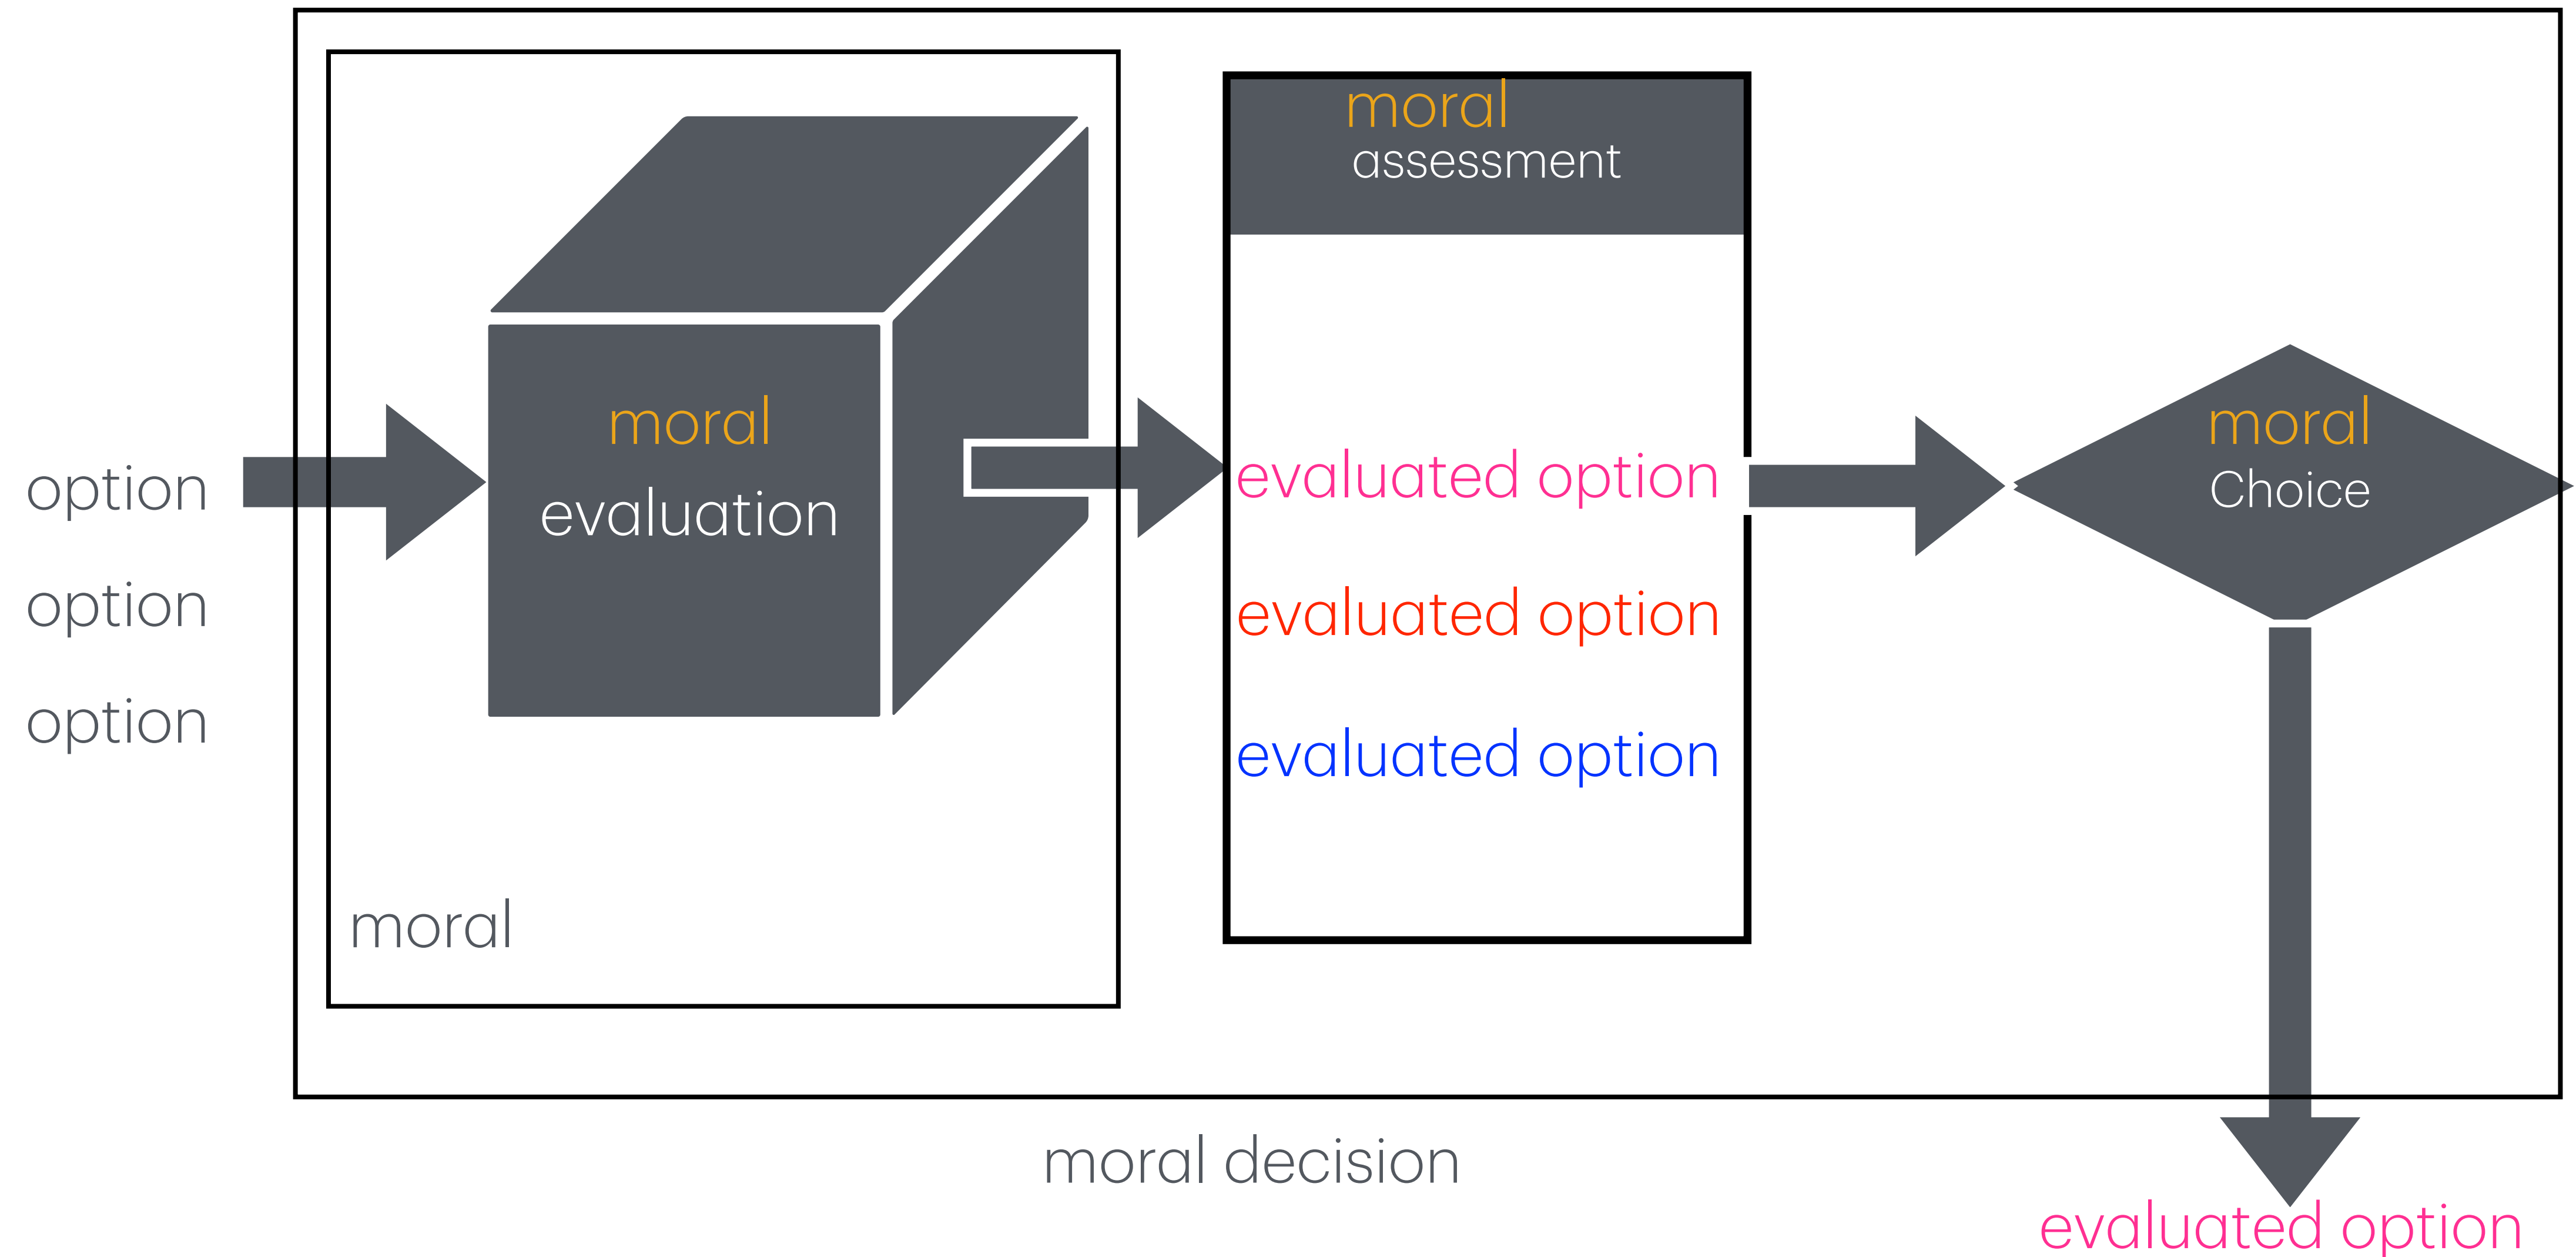 option
option
option
moral
evaluation
moral
moral
assessment
evaluated option
evaluated option
evaluated option
moral
Choice
moral decision
evaluated option